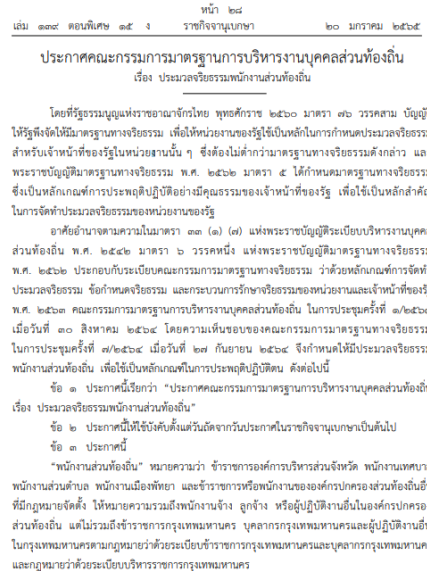 หน้า ๒๘
เล่ม ๑๓๙ ตอนพิเศษ ๑๕ ง ราชกิจจานุเบกษา ๒๐ มกราคม ๒๕๖๕
ประกาศคณะกรรมการมาตรฐานการบริหารงานบุคคลส่วนท้องถิ่น
เรื่อง ประมวลจริยธรรมพนักงานส่วนท้องถิ่น
โดยที่รัฐธรรมนูญแห่งราชอาณาจักรไทย พุทธศักราช ๒๕๖๐ มาตรา ๗๖ วรรคสาม บัญญั
ให้รัฐพึงจัดให้มีมาตรฐานทางจริยธรรม เพื่อให้หน่วยงานของรัฐใช้เป็นหลักในการกำหนดประมวลจริยธรร
สำหรับเจ้าหน้าที่ของรัฐในหน่วยงานนั้น ๆ ซึ่งต้องไม่ต่ำกว่ามาตรฐานทางจริยธรรมดังกล่าว แล
พระราชบัญญัติมาตรฐานทางจริยธรรม พ.ศ. ๒๕๖๒ มาตรา ๕ ได้กำหนดมาตรฐานทางจริยธรร
ซึ่งเป็นหลักเกณฑ์การประพฤติปฏิบัติอย่างมีคุณธรรมของเจ้าหน้าที่ของรัฐ เพื่อใช้เป็นหลักสำคั
ในการจัดทำประมวลจริยธรรมของหน่วยงานของรัฐ
อาศัยอำนาจตามความในมาตรา ๓๓ (๑) (๗) แห่งพระราชบัญญัติระเบียบบริหารงานบุคค
ส่วนท้องถิ่น พ.ศ. ๒๕๔๒ มาตรา ๖ วรรคหนึ่ง แห่งพระราชบัญญัติมาตรฐานทางจริยธรร
พ.ศ. ๒๕๖๒ ประกอบกับระเบียบคณะกรรมการมาตรฐานทางจริยธรรม ว่าด้วยหลักเกณฑ์การจัดทำ
ประมวลจริยธรรม ข้อกำหนดจริยธรรม และกระบวนการรักษาจริยธรรมของหน่วยงานและเจ้าหน้าที่ของรั
พ.ศ. ๒๕๖๓ คณะกรรมการมาตรฐานการบริหารงานบุคคลส่วนท้องถิ่น ในการประชุมครั้งที่ ๑/๒๕๖
เมื่อวันที่ ๓๐ สิงหาคม ๒๕๖๔ โดยความเห็นชอบของคณะกรรมการมาตรฐานทางจริยธรร
ในการประชุมครั้งที่ ๗/๒๕๖๔ เมื่อวันที่ ๒๗ กันยายน ๒๕๖๔ จึงกำหนดให้มีประมวลจริยธรร
พนักงานส่วนท้องถิ่น เพื่อใช้เป็นหลักเกณฑ์ในการประพฤติปฏิบัติตน ดังต่อไปนี้
ข้อ ๑ ประกาศนี้เรียกว่า “ประกาศคณะกรรมการมาตรฐานการบริหารงานบุคคลส่วนท้องถิ่
เรื่อง ประมวลจริยธรรมพนักงานส่วนท้องถิ่น”
ข้อ ๒ ประกาศนี้ให้ใช้บังคับตั้งแต่วันถัดจากวันประกาศในราชกิจจานุเบกษาเป็นต้นไป
ข้อ ๓ ประกาศนี้
“พนักงานส่วนท้องถิ่น” หมายความว่า ข้าราชการองค์การบริหารส่วนจังหวัด พนักงานเทศบา
พนักงานส่วนตำบล พนักงานเมืองพัทยา และข้าราชการหรือพนักงานขององค์กรปกครองส่วนท้องถิ่นอื่
ที่มีกฎหมายจัดตั้ง ให้หมายความรวมถึงพนักงานจ้าง ลูกจ้าง หรือผู้ปฏิบัติงานอื่นในองค์กรปกครอ
ส่วนท้องถิ่น แต่ไม่รวมถึงข้าราชการกรุงเทพมหานคร บุคลากรกรุงเทพมหานครและผู้ปฏิบัติงานอื่
ในกรุงเทพมหานครตามกฎหมายว่าด้วยระเบียบข้าราชการกรุงเทพมหานครและบุคลากรกรุงเทพมหานค
และกฎหมายว่าด้วยระเบียบบริหารราชการกรุงเทพมหานคร